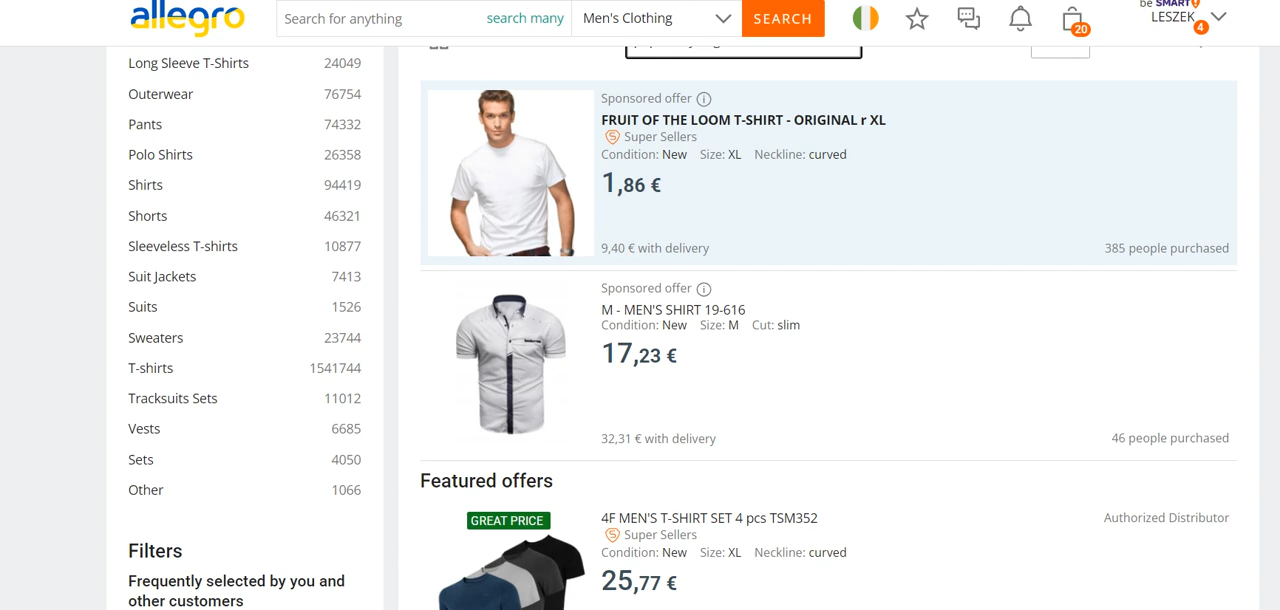 allegro
Search for anything
search many
Men's Clothing
SEARCH
20
be SMART
LESZEK
4
Long Sleeve T-Shirts 24049
Outerwear 76754
Pants 74332
Polo Shirts 26358
Shirts 94419
Shorts 46321
Sleeveless T-shirts 10877
Suit Jackets 7413
Suits 1526
Sweaters 23744
T-shirts 1541744
Tracksuits Sets 11012
Vests 6685
Sets 4050
Other 1066
Filters
Frequently selected by you and
other customers
Sponsored offer
FRUIT OF THE LOOM T-SHIRT - ORIGINAL r XL
Super Sellers
Condition: New Size: XL Neckline: curved
1,86 €
9,40 € with delivery
385 people purchased
Sponsored offer
M - MEN'S SHIRT 19-616
Condition: New Size: M Cut: slim
17,23 €
32,31 € with delivery
46 people purchased
Featured offers
GREAT PRICE
4F MEN'S T-SHIRT SET 4 pcs TSM352
Authorized Distributor
Super Sellers
Condition: New Size: XL Neckline: curved
25,77 €